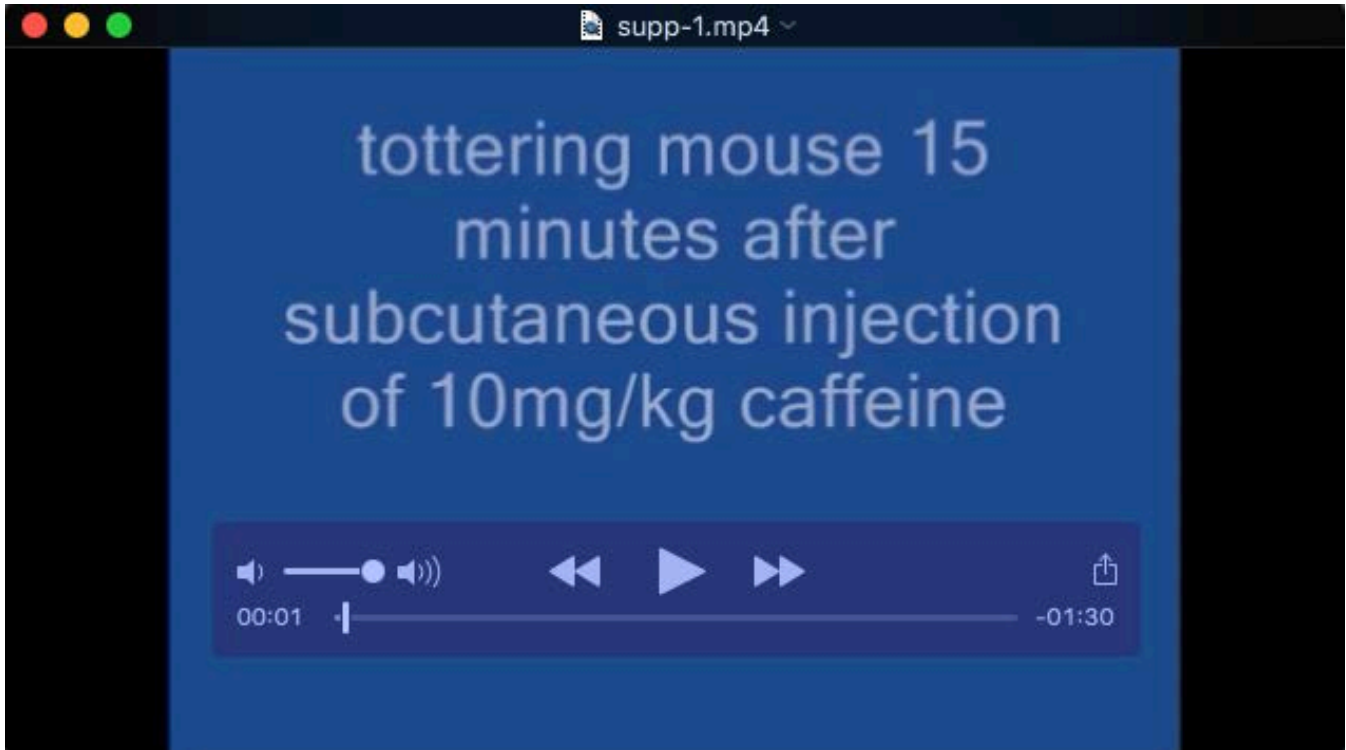 supp-1.mp4
tottering mouse 15
minutes after
subcutaneous injection
of 10mg/kg caffeine
00:01
-01:30